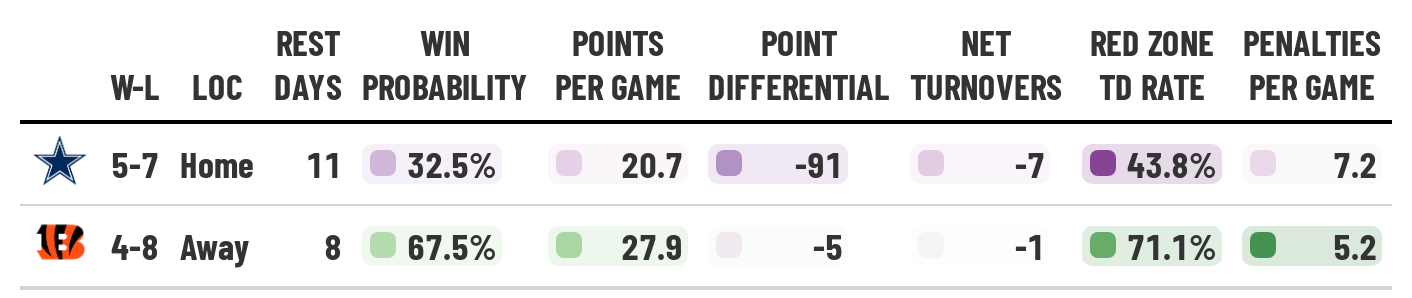 REST WIN POINTS POINT NET RED ZONE PENALTIES
W-L LOC DAYS PROBABILITY PER GAME DIFFERENTIAL TURNOVERS TD RATE PER GAME
5-7 Home 11 32.5% 20.7 -91 -7 43.8% 7.2
B 4-8 Away 8 67.5% 27.9 -5 -1 71.1% 5.2